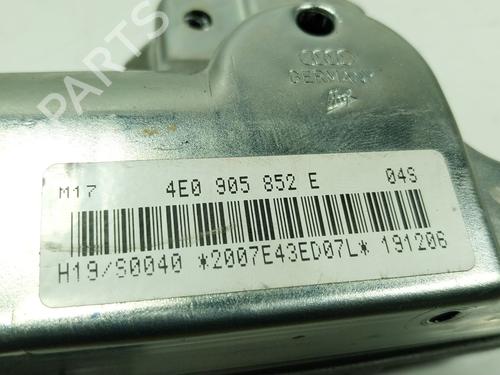 B-PARTS
GERMANY
M17 4E0 905 852 E 04S
H19/S0040 *2007E43ED07L* 191206